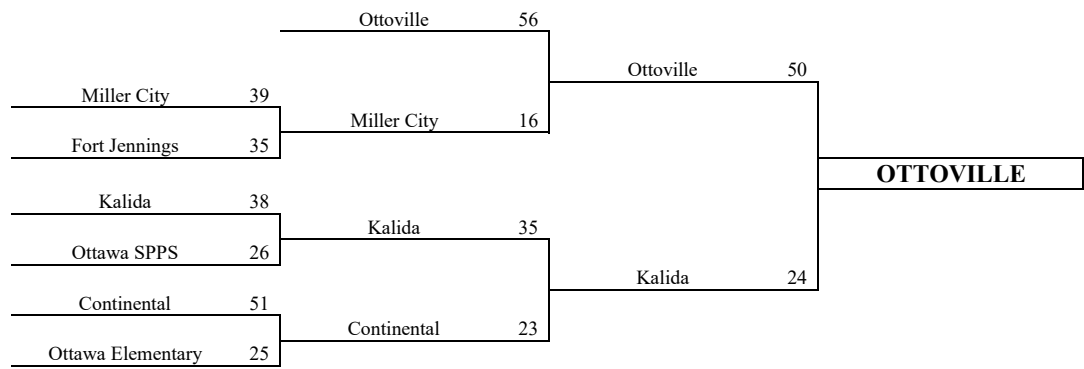 Ottoville 56
Ottoville 50
Miller City 39
Miller City 16
Fort Jennings 35
OTTOVILLE
Kalida 38
Kalida 35
Ottawa SPPS 26
Kalida 24
Continental 51
Continental 23
Ottawa Elementary 25